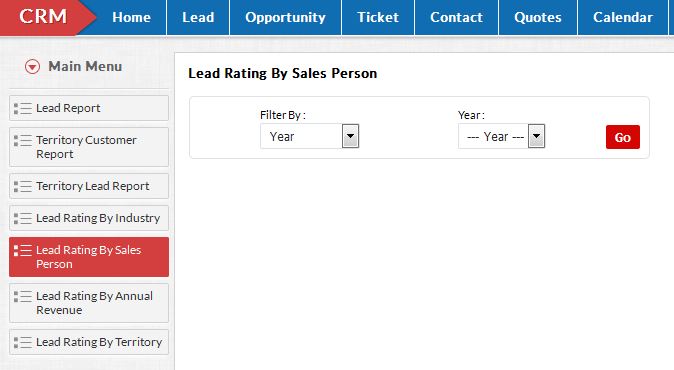 CRM Home Lead Opportunity Ticket Contact Quotes Calendar
Main Menu
Lead Report
Territory Customer
Report
Territory Lead Report
Lead Rating By Industry
Lead Rating By Sales
Person
Lead Rating By Annual
Revenue
Lead Rating By Territory
Lead Rating By Sales Person
Filter By :
Year
Year :
--- Year ---
Go